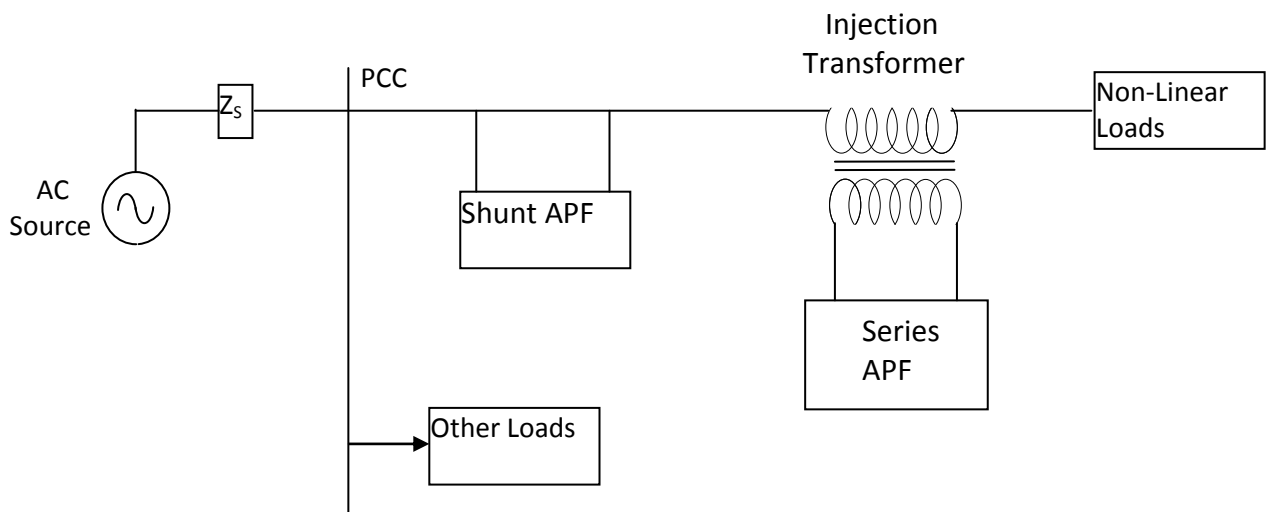 Injection
Transformer
PCC
Z_S
Non-Linear
Loads
AC
Source
Shunt APF
Series
APF
Other Loads